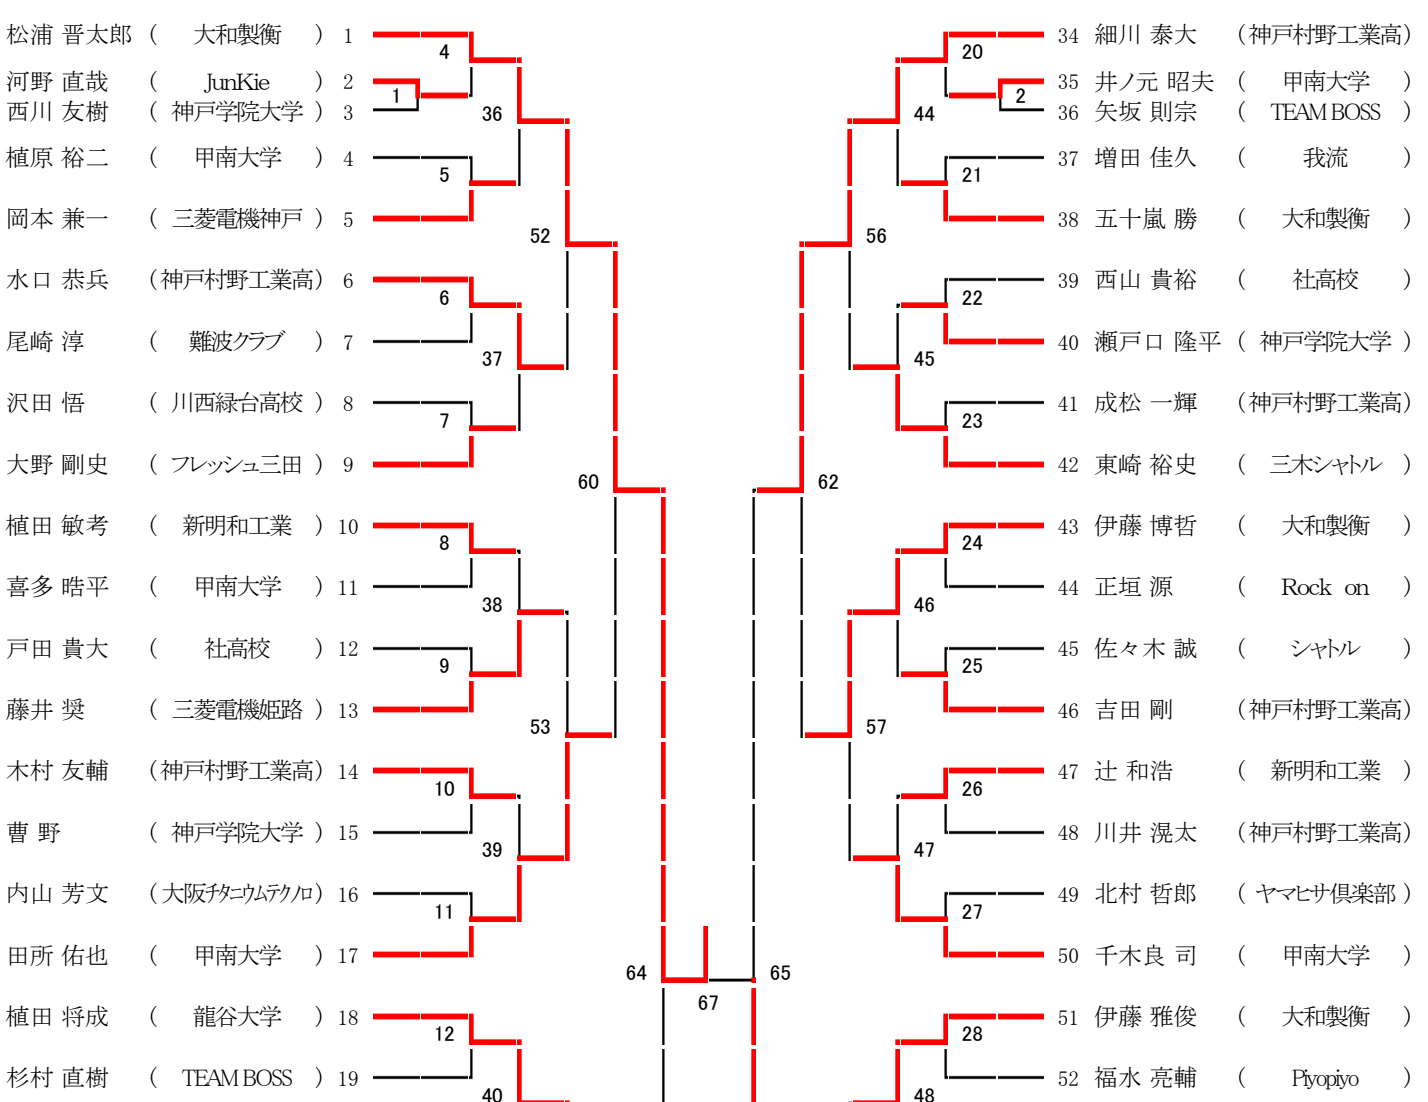 松浦 晋太郎 ( 大和製衡 ) 1
河野 直哉 ( JunKie ) 2
西川 友樹 ( 神戸学院大学 ) 3
植原 裕二 ( 甲南大学 ) 4
岡本 兼一 ( 三菱電機神戸 ) 5
水口 恭兵 (神戸村野工業高) 6
尾崎 淳 ( 難波クラブ ) 7
沢田 悟 ( 川西緑台高校 ) 8
大野 剛史 ( フレッシュ三田 ) 9
植田 敏考 ( 新明和工業 ) 10
喜多 晧平 ( 甲南大学 ) 11
戸田 貴大 ( 社高校 ) 12
藤井 奨 ( 三菱電機姫路 ) 13
木村 友輔 (神戸村野工業高) 14
曹 野 ( 神戸学院大学 ) 15
内山 芳文 (大阪チタニウムテクノロ) 16
田所 佑也 ( 甲南大学 ) 17
植田 将成 ( 龍谷大学 ) 18
杉村 直樹 ( TEAM BOSS ) 19
4
1
36
5
52
6
37
7
60
8
38
9
53
10
39
11
64
12
40
67
20
2
44
21
56
22
45
23
62
24
46
25
57
26
47
27
65
28
48
34 細川 泰大 (神戸村野工業高)
35 井ノ元 昭夫 ( 甲南大学 )
36 矢坂 則宗 ( TEAM BOSS )
37 増田 佳久 ( 我流 )
38 五十嵐 勝 ( 大和製衡 )
39 西山 貴裕 ( 社高校 )
40 瀬戸口 隆平 ( 神戸学院大学 )
41 成松 一輝 (神戸村野工業高)
42 東崎 裕史 ( 三木シャトル )
43 伊藤 博哲 ( 大和製衡 )
44 正垣 源 ( Rock on )
45 佐々木 誠 ( シャトル )
46 吉田 剛 (神戸村野工業高)
47 辻 和浩 ( 新明和工業 )
48 川井 滉太 (神戸村野工業高)
49 北村 哲郎 ( ヤマヒサ倶楽部 )
50 千木良 司 ( 甲南大学 )
51 伊藤 雅俊 ( 大和製衡 )
52 福水 亮輔 ( Piyopiyo )